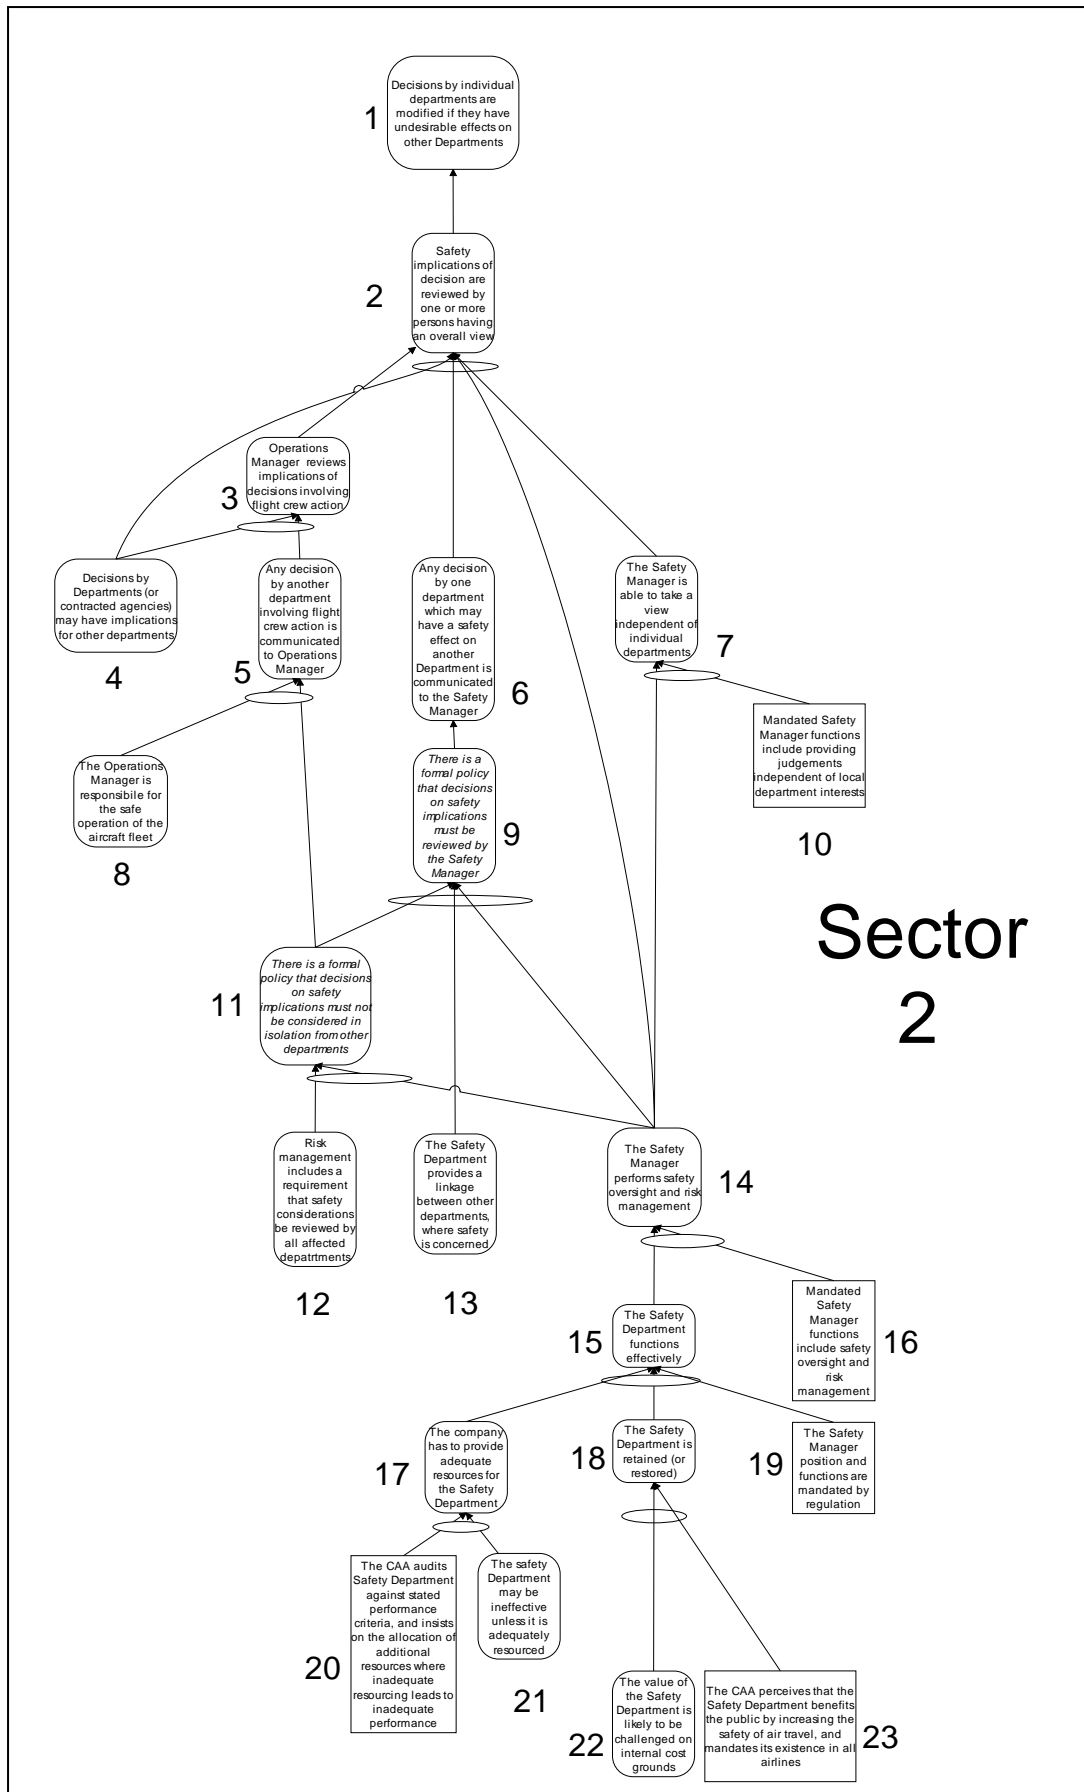 Decisions by individual
departments are
modified if they have
undesirable effects on
other Departments
1
Safety
implications of
decision are
reviewed by
one or more
persons having
an overall view
2
Operations
Manager reviews
implications of
decisions involving
flight crew action
3
Decisions by
Departments (or
contracted agencies)
may have implications
for other departments
4
Any decision
by another
department
involving flight
crew action is
communicated
to Operations
Manager
5
Any decision
by one
department
which may
have a safety
effect on
another
Department is
communicated
to the Safety
Manager
6
The Safety
Manager is
able to take a
view
independent of
individual
departments
7
The Operations
Manager is
responsibile for
the safe
operation of the
aircraft fleet
8
There is a
formal policy
that decisions
on safety
implications
must be
reviewed by
the Safety
Manager
9
Mandated Safety
Manager functions
include providing
judgements
independent of local
department interests
10
Sector
2
There is a formal
policy that decisions
on safety
implications must not
be considered in
isolation from other
departments
11
Risk
management
includes a
requirement
that safety
considerations
be reviewed by
all affected
depatrtments
12
The Safety
Department
provides a
linkage
between other
departments,
where safety
is concerned
13
The Safety
Manager
performs safety
oversight and risk
management
14
The Safety
Department
functions
effectively
15
Mandated
Safety
Manager
functions
include safety
oversight and
risk
management
16
The company
has to provide
adequate
resources for
the Safety
Department
17
The Safety
Department is
retained (or
restored)
18
The Safety
Manager
position and
functions are
mandated by
regulation
19
The CAA audits
Safety Department
against stated
performance
criteria, and insists
on the allocation of
additional
resources where
inadequate
resourcing leads to
inadequate
performance
20
The safety
Department
may be
ineffective
unless it is
adequately
resourced
21
The value of
the Safety
Department is
likely to be
challenged on
internal cost
grounds
22
The CAA perceives that the
Safety Department benefits
the public by increasing the
safety of air travel, and
mandates its existence in all
airlines
23